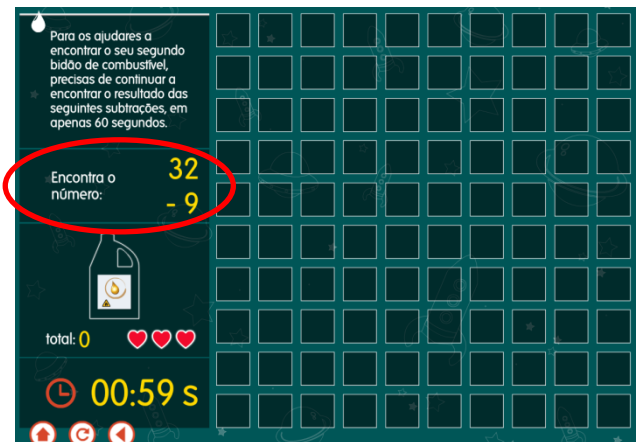 Para os ajudares a
encontrar o seu segundo
bidão de combustível,
precisas de continuar a
encontrar o resultado das
seguintes subtrações, em
apenas 60 segundos.
Encontra o
número:
32
- 9
total: 0
00:59 s